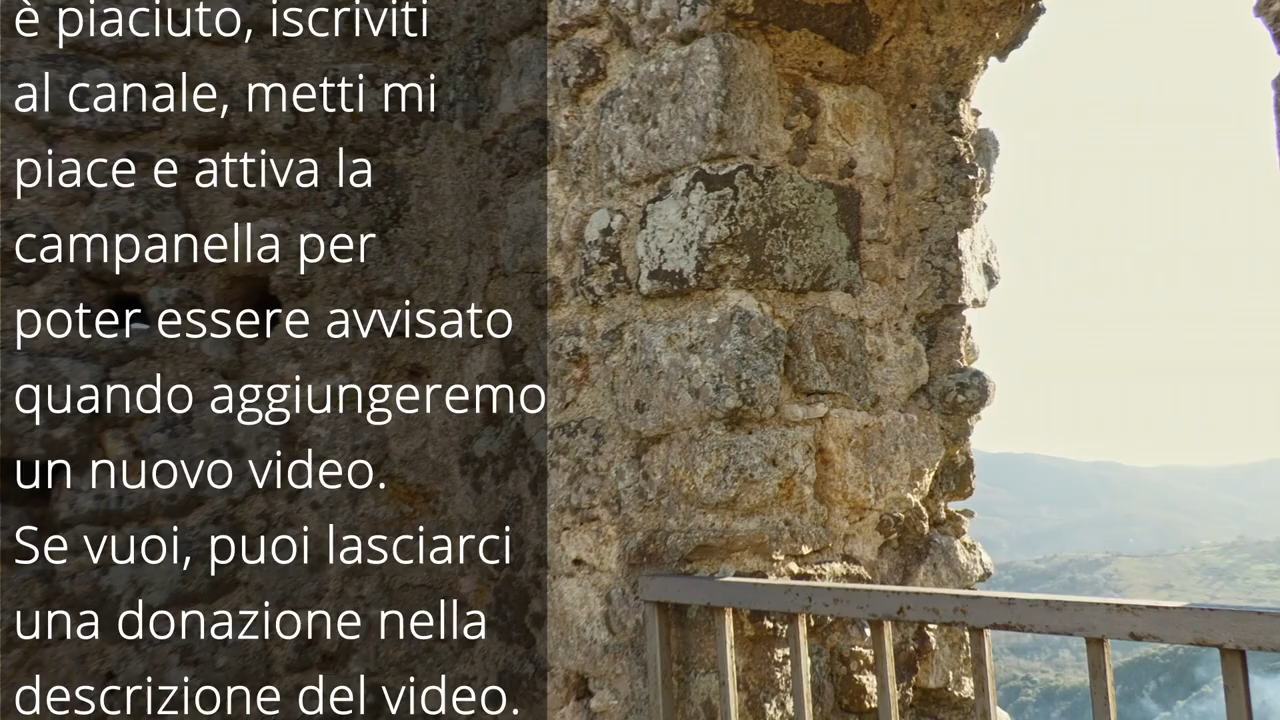 è piaciuto, iscriviti
al canale, metti mi
piace e attiva la
campanella per
poter essere avvisato
quando aggiungeremo
un nuovo video.
Se vuoi, puoi lasciarci
una donazione nella
descrizione del video.